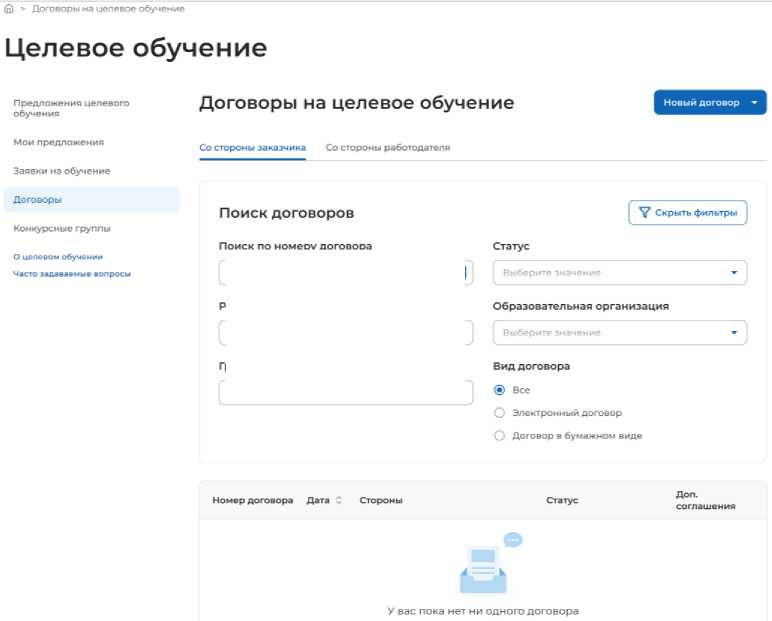 > Договоры на целевое обучение
Целевое обучение
Предложения целевого
обучения
Мои предложения
Заявки на обучение
Договоры
Конкурсные группы
О целевом обучении
Часто задаваемые вопросы
Договоры на целевое обучение
Новый договор
Со стороны заказчика
Со стороны работодателя
Поиск договоров
Скрыть фильтры
Поиск по номеру договора
Статус
Выберите значение
Образовательная организация
Выберите значение
Вид договора
Все
Электронный договор
Договор в бумажном виде
Номер договора
Дата
Стороны
Статус
Доп.
соглашения
У вас пока нет ни одного договора